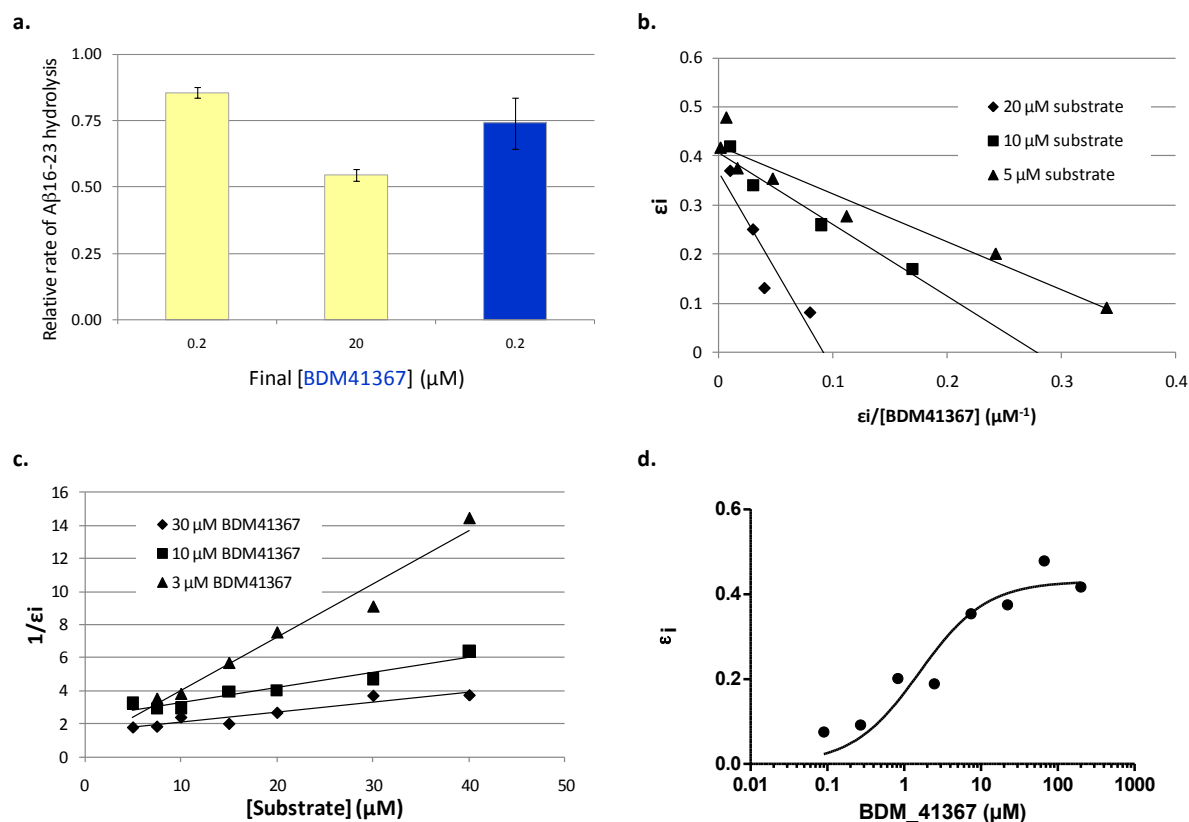 a.
Relative rate of Aβ16-23 hydrolysis
1.00
0.75
0.50
0.25
0.00
0.2
20
0.2
Final [BDM41367] (μM)
b.
εi
0.5
0.4
0.3
0.2
0.1
0
0
0.1
0.2
0.3
0.4
20 μM substrate
10 μM substrate
5 μM substrate
εi/[BDM41367] (μM⁻¹)
c.
1/εi
16
14
12
10
8
6
4
2
0
0
10
20
30
40
50
30 μM BDM41367
10 μM BDM41367
3 μM BDM41367
[Substrate] (μM)
d.
εi
0.6
0.4
0.2
0.0
0.01
0.1
1
10
100
1000
BDM_41367 (μM)